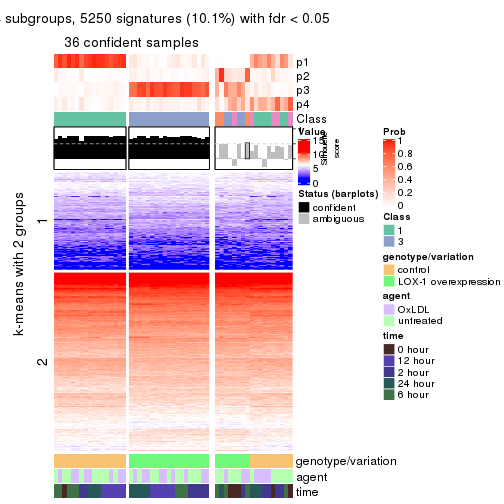 subgroups, 5250 signatures (10.1%) with fdr < 0.05
36 confident samples
p1
p2
p3
p4
Class
1
2
k-means with 2 groups
genotype/variation
agent
time
Value
15
5
0
Silhouette
score
Status (barplots)
confident
ambiguous
Prob
1
0.8
0.6
0.4
0.2
0
Class
1
3
genotype/variation
control
LOX-1 overexpression
agent
OxLDL
untreated
time
0 hour
12 hour
2 hour
24 hour
6 hour